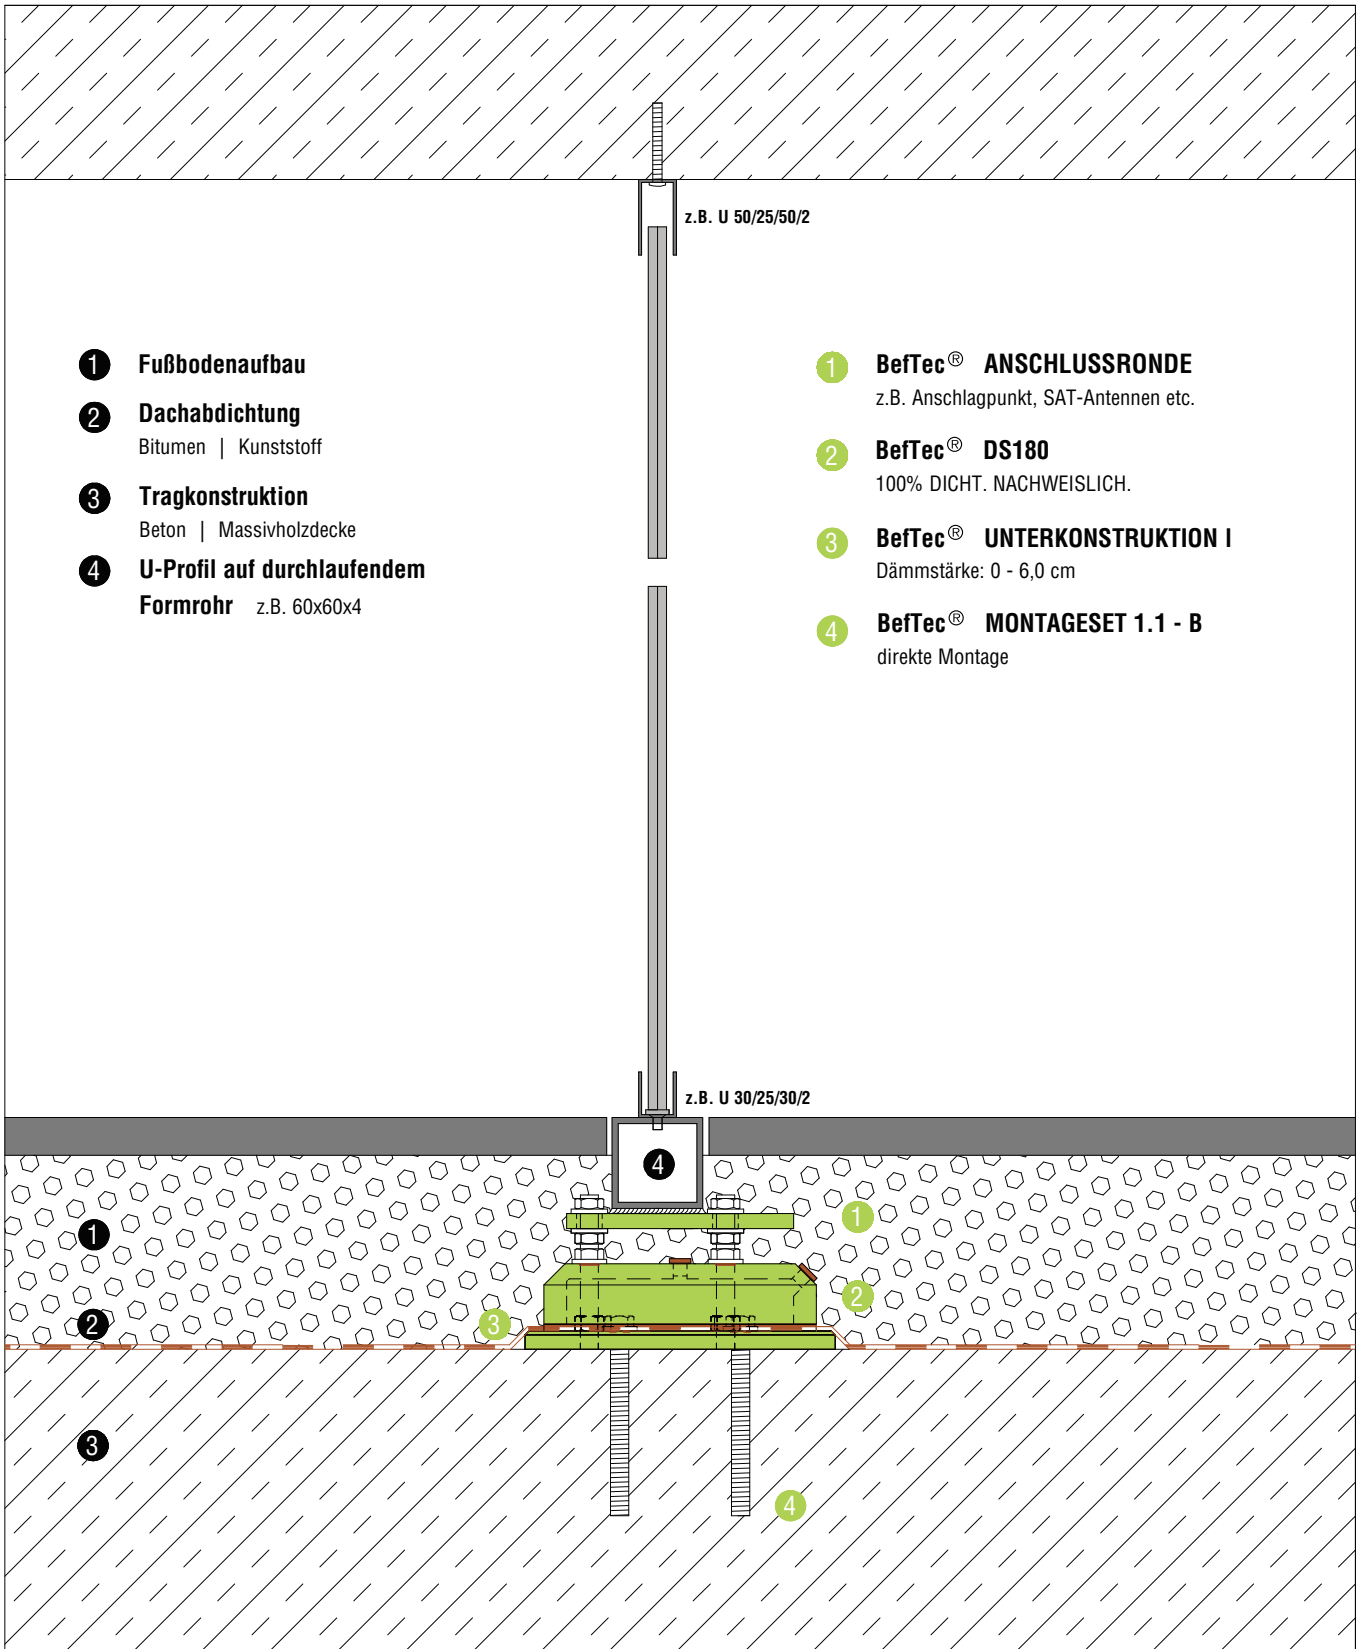 z.B. U 50/25/50/2
1 Fußbodenaufbau
2 Dachabdichtung
Bitumen | Kunststoff
3 Tragkonstruktion
Beton | Massivholzdecke
4 U-Profil auf durchlaufendem
Formrohr z.B. 60x60x4
1 BefTec® ANSCHLUSSRONDE
z.B. Anschlagpunkt, SAT-Antennen etc.
2 BefTec® DS180
100% DICHT. NACHWEISLICH.
3 BefTec® UNTERKONSTRUKTION I
Dämmstärke: 0 - 6,0 cm
4 BefTec® MONTAGESET 1.1 - B
direkte Montage
z.B. U 30/25/30/2
4
1
1
2
2
3
3
4